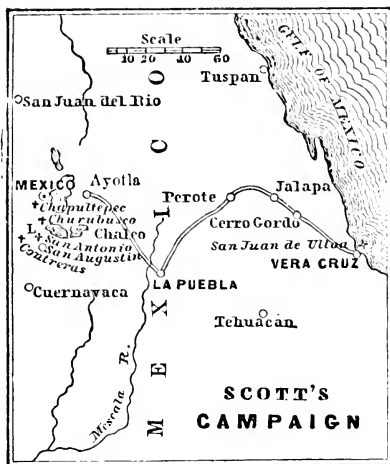 Scale
10 20 30 60
Tuspan
GULF OF MEXICO
San Juan del Rio
MEXICO
Ayotla
Chapultepec
Churubusco
L. Chalco
San Antonio
San Augustin
Contreras
Perote
Jalapa
Cerro Gordo
San Juan de Ulloa
VERA CRUZ
Cuernavaca
LA PUEBLA
Tehuacan
Mescala R.
MEXICO
SCOTT'S
CAMPAIGN